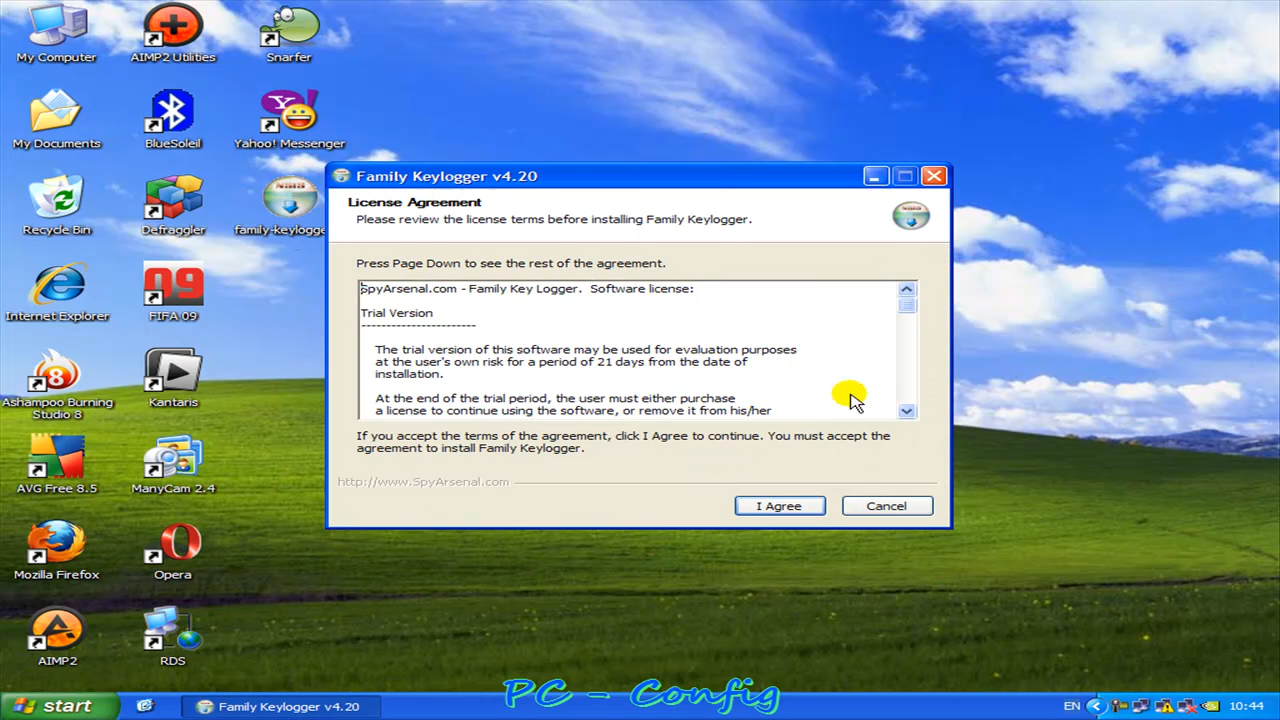 My Computer
AIMP2 Utilities
Snarfer
My Documents
BlueSoleil
Yahoo! Messenger
Recycle Bin
Defraggler
family-keylogge
Internet Explorer
FIFA 09
Ashampoo Burning
Studio 8
Kantaris
AVG Free 8.5
ManyCam 2.4
Mozilla Firefox
Opera
AIMP2
RDS
Family Keylogger v4.20
License Agreement
Please review the license terms before installing Family Keylogger.
Press Page Down to see the rest of the agreement.
SpyArsenal.com - Family Key Logger.  Software license:
Trial Version
-----------------------
The trial version of this software may be used for evaluation purposes
at the user's own risk for a period of 21 days from the date of
installation.
At the end of the trial period, the user must either purchase
a license to continue using the software, or remove it from his/her
If you accept the terms of the agreement, click I Agree to continue. You must accept the
agreement to install Family Keylogger.
http://www.SpyArsenal.com
I Agree
Cancel
PC - Config
start
Family Keylogger v4.20
EN
10:44